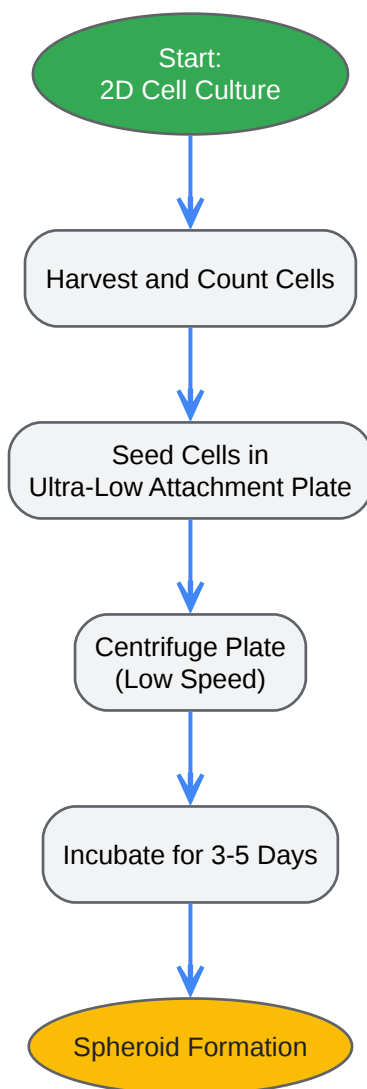 Start:
2D Cell Culture
Harvest and Count Cells
Seed Cells in
Ultra-Low Attachment Plate
Centrifuge Plate
(Low Speed)
Incubate for 3-5 Days
Spheroid Formation